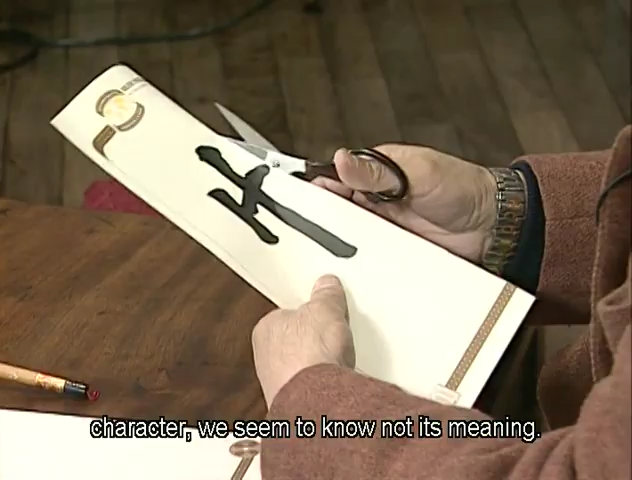 character, we seem to know not its meaning.